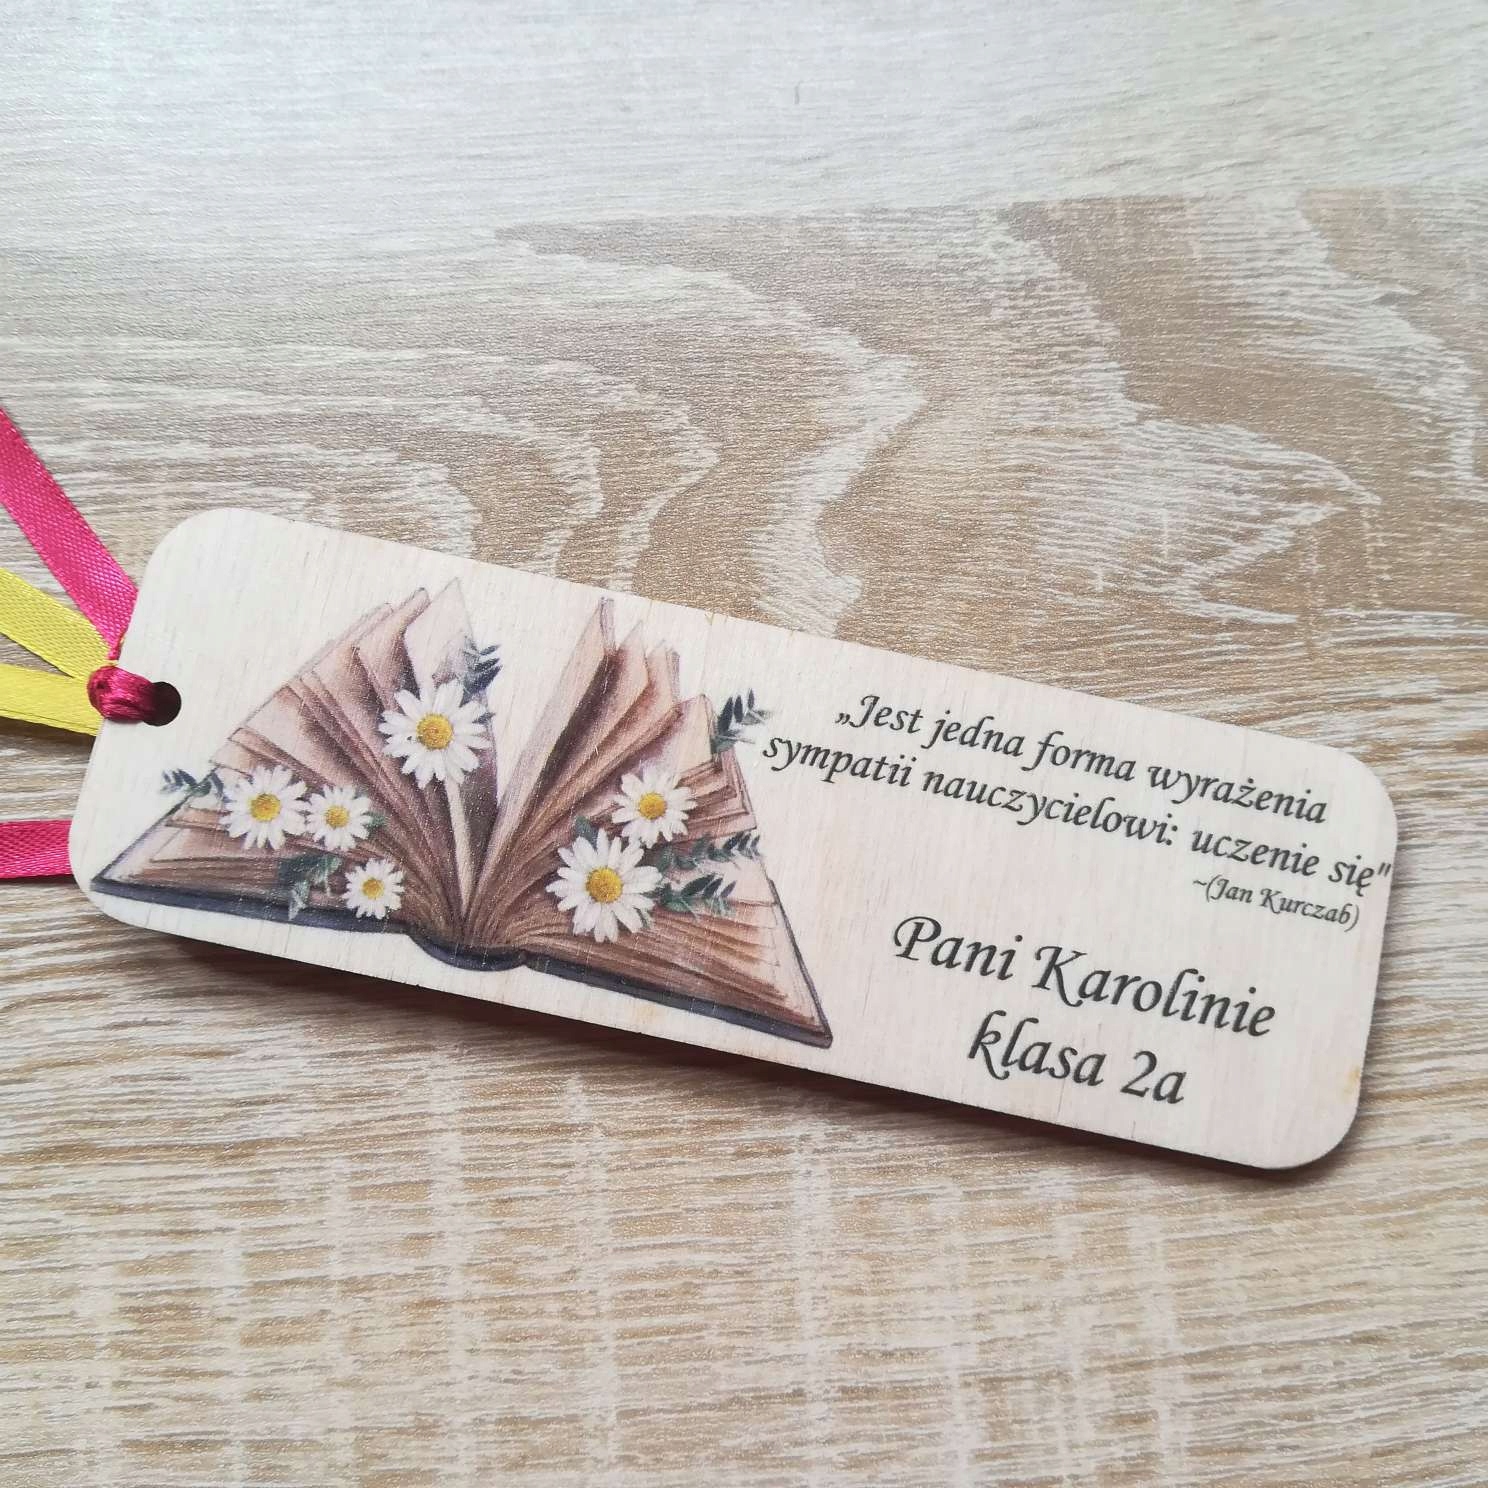 „Jest jedna forma wyrażenia
sympatii nauczycielowi: uczenie się"
~(Jan Kurczab)
Pani Karolinie
klasa 2a